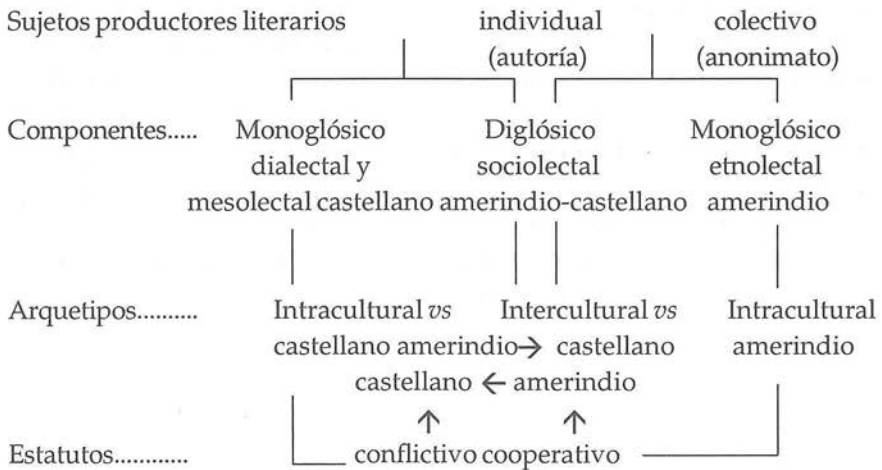 Sujetos productores literarios individual colectivo
(autoría) (anonimato)
Componentes..... Monoglósico Diglósico Monoglósico
dialectal y sociolectal etnolectal
mesolectal castellano amerindio-castellano amerindio
Arquetipos.......... Intracultural vs Intercultural vs Intracultural
castellano amerindio→ castellano amerindio
castellano ← amerindio
Estatutos............ conflictivo cooperativo